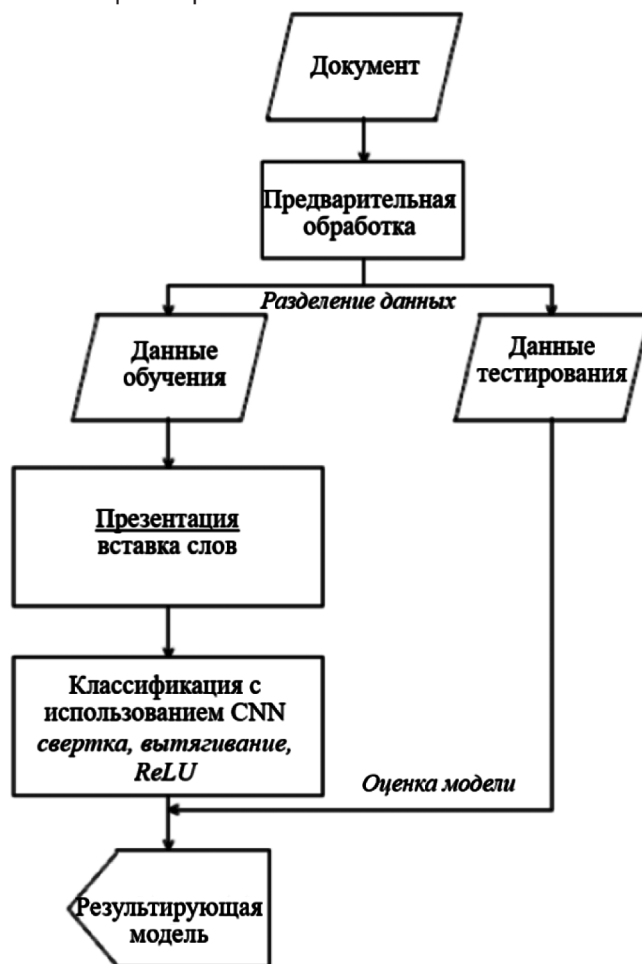 Документ
Предварительная
обработка
Разделение данных
Данные
обучения
Данные
тестирования
Презентация
вставка слов
Классификация с
использованием CNN
свертка, вытягивание,
ReLU
Оценка модели
Результирующая
модель